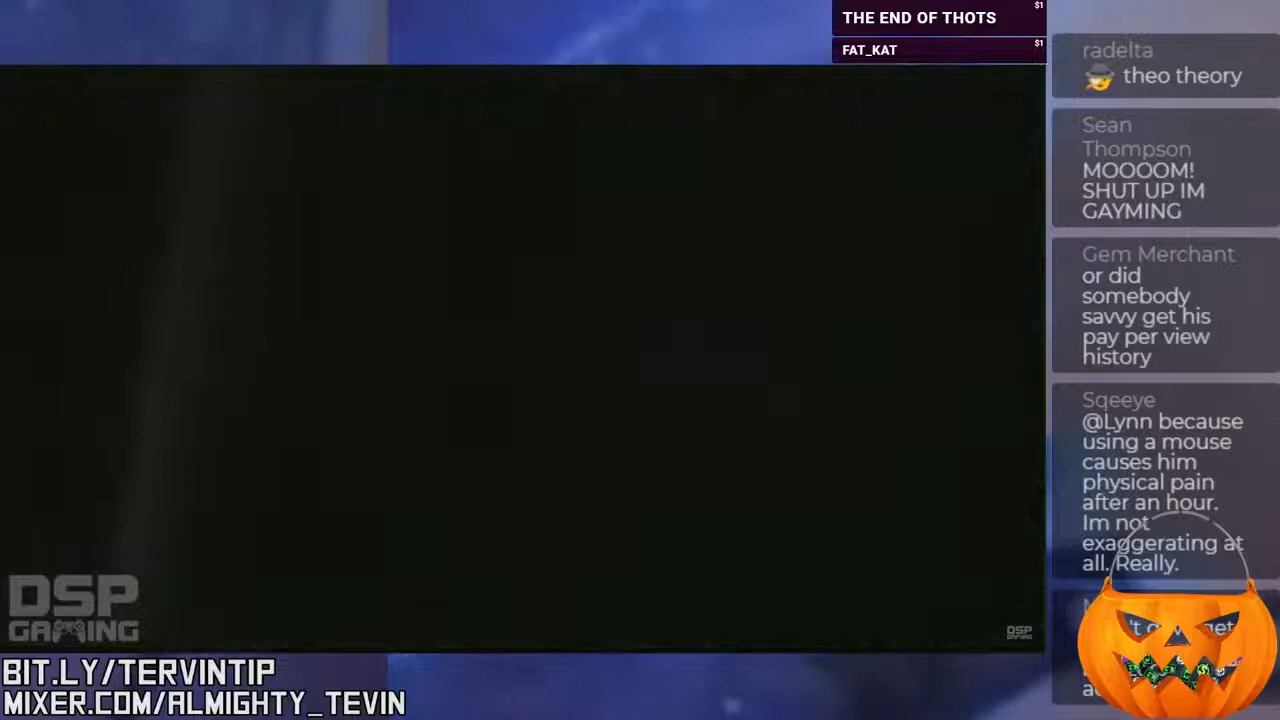 THE END OF THOTS
$1
FAT_KAT
$1
radelta
theo theory
Sean
Thompson
MOOOOM!
SHUT UP IM
GAYMING
Gem Merchant
or did
somebody
savvy get his
pay per view
history
Sqeeye
@Lynn because
using a mouse
causes him
physical pain
after an hour.
Im not
exaggerating at
all. Really.
DSP
GAMING
DSP
GAMING
BIT.LY/TERVINTIP
MIXER.COM/ALMIGHTY_TEVIN